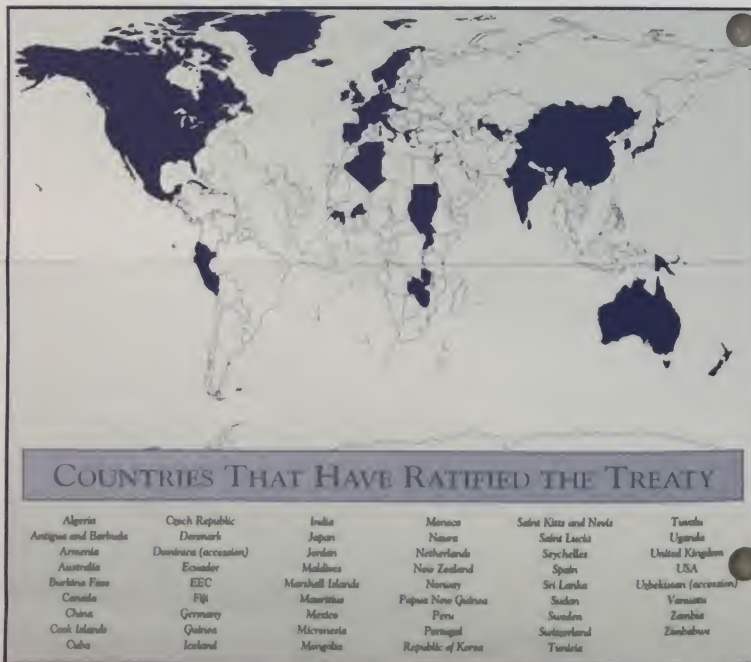 COUNTRIES THAT HAVE RATIFIED THE TREATY
Algeria
Antigua and Barbuda
Armenia
Australia
Burkina Faso
Canada
China
Cook Islands
Cuba
Czech Republic
Denmark
Dominica (accession)
Ecuador
EEC
Fiji
Germany
Guinea
Iceland
India
Japan
Jordan
Maldives
Marshall Islands
Mauritius
Mexico
Micronesia
Mongolia
Monaco
Nauru
Netherlands
New Zealand
Norway
Papua New Guinea
Peru
Portugal
Republic of Korea
Saint Kitts and Nevis
Saint Lucia
Seychelles
Spain
Sri Lanka
Sudan
Sweden
Switzerland
Tunisia
Tuvalu
Uganda
United Kingdom
USA
Uzbekistan (accession)
Vanuatu
Zambia
Zimbabwe